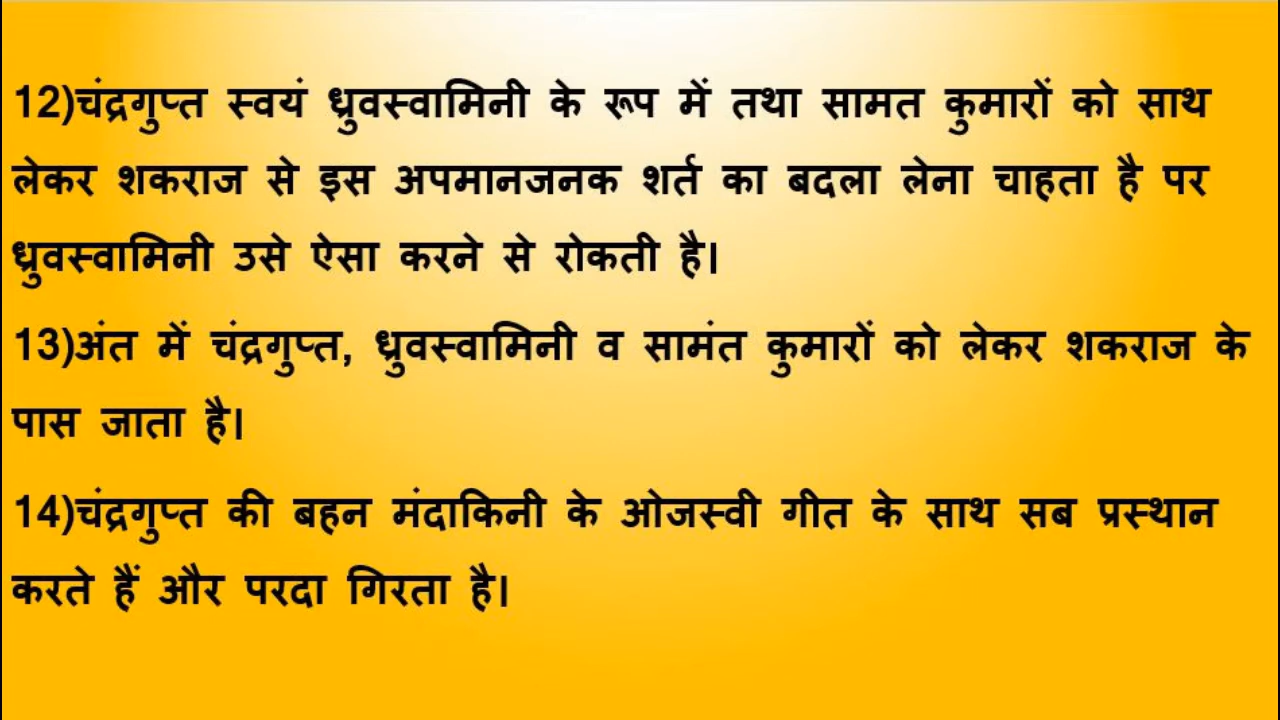 12)चंद्रगुप्त स्वयं ध्रुवस्वामिनी के रूप में तथा सामत कुमारों को साथ
लेकर शकराज से इस अपमानजनक शर्त का बदला लेना चाहता है पर
ध्रुवस्वामिनी उसे ऐसा करने से रोकती है।
13)अंत में चंद्रगुप्त, ध्रुवस्वामिनी व सामंत कुमारों को लेकर शकराज के
पास जाता है।
14)चंद्रगुप्त की बहन मंदाकिनी के ओजस्वी गीत के साथ सब प्रस्थान
करते हैं और परदा गिरता है।